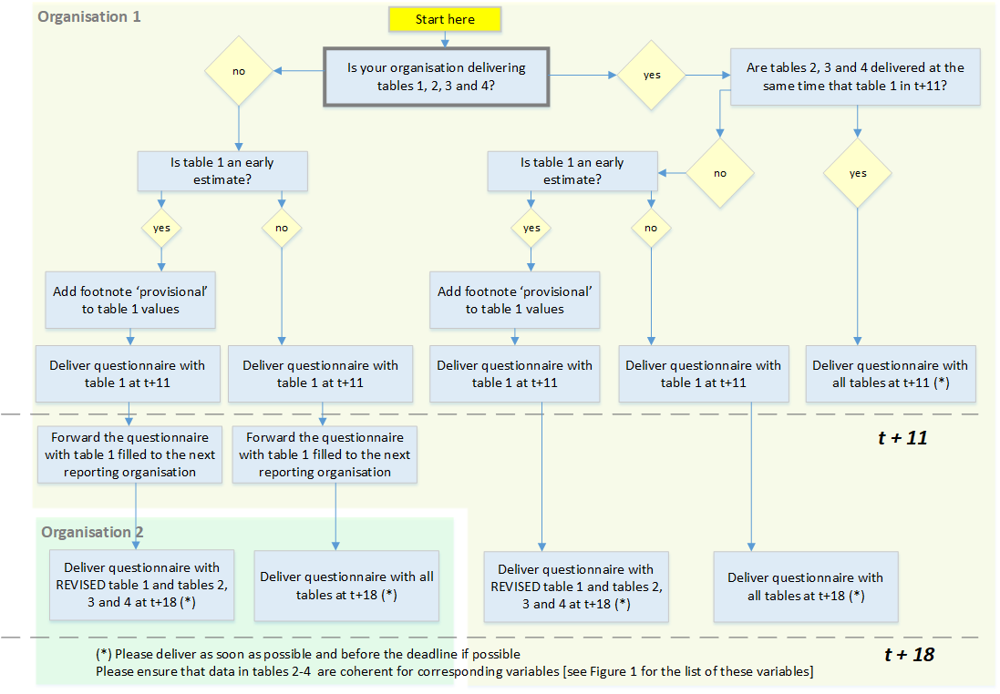 Organisation 1
Start here
Is your organisation delivering
tables 1, 2, 3 and 4?
no
yes
Are tables 2, 3 and 4 delivered at the
same time that table 1 in t+11?
Is table 1 an early
estimate?
Is table 1 an early
estimate?
no
yes
yes
no
yes
no
Add footnote ‘provisional’
to table 1 values
Add footnote ‘provisional’
to table 1 values
Deliver questionnaire with
table 1 at t+11
Deliver questionnaire with
table 1 at t+11
Deliver questionnaire with
table 1 at t+11
Deliver questionnaire with
table 1 at t+11
Deliver questionnaire with
all tables at t+11 (*)
Forward the questionnaire
with table 1 filled to the next
reporting organisation
Forward the questionnaire
with table 1 filled to the next
reporting organisation
t + 11
Organisation 2
Deliver questionnaire with
REVISED table 1 and tables 2,
3 and 4 at t+18 (*)
Deliver questionnaire with all
tables at t+18 (*)
Deliver questionnaire with
REVISED table 1 and tables 2,
3 and 4 at t+18 (*)
Deliver questionnaire with
all tables at t+18 (*)
t + 18
(*) Please deliver as soon as possible and before the deadline if possible
Please ensure that data in tables 2-4 are coherent for corresponding variables [see Figure 1 for the list of these variables]